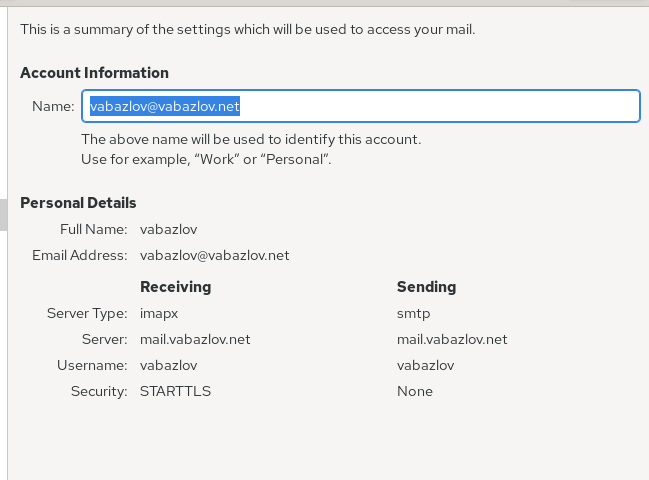 This is a summary of the settings which will be used to access your mail.
Account Information
Name: vabazlov@vabazlov.net
The above name will be used to identify this account.
Use for example, “Work” or “Personal”.
Personal Details
Full Name: vabazlov
Email Address: vabazlov@vabazlov.net
Receiving Sending
Server Type: imapx smtp
Server: mail.vabazlov.net mail.vabazlov.net
Username: vabazlov vabazlov
Security: STARTTLS None